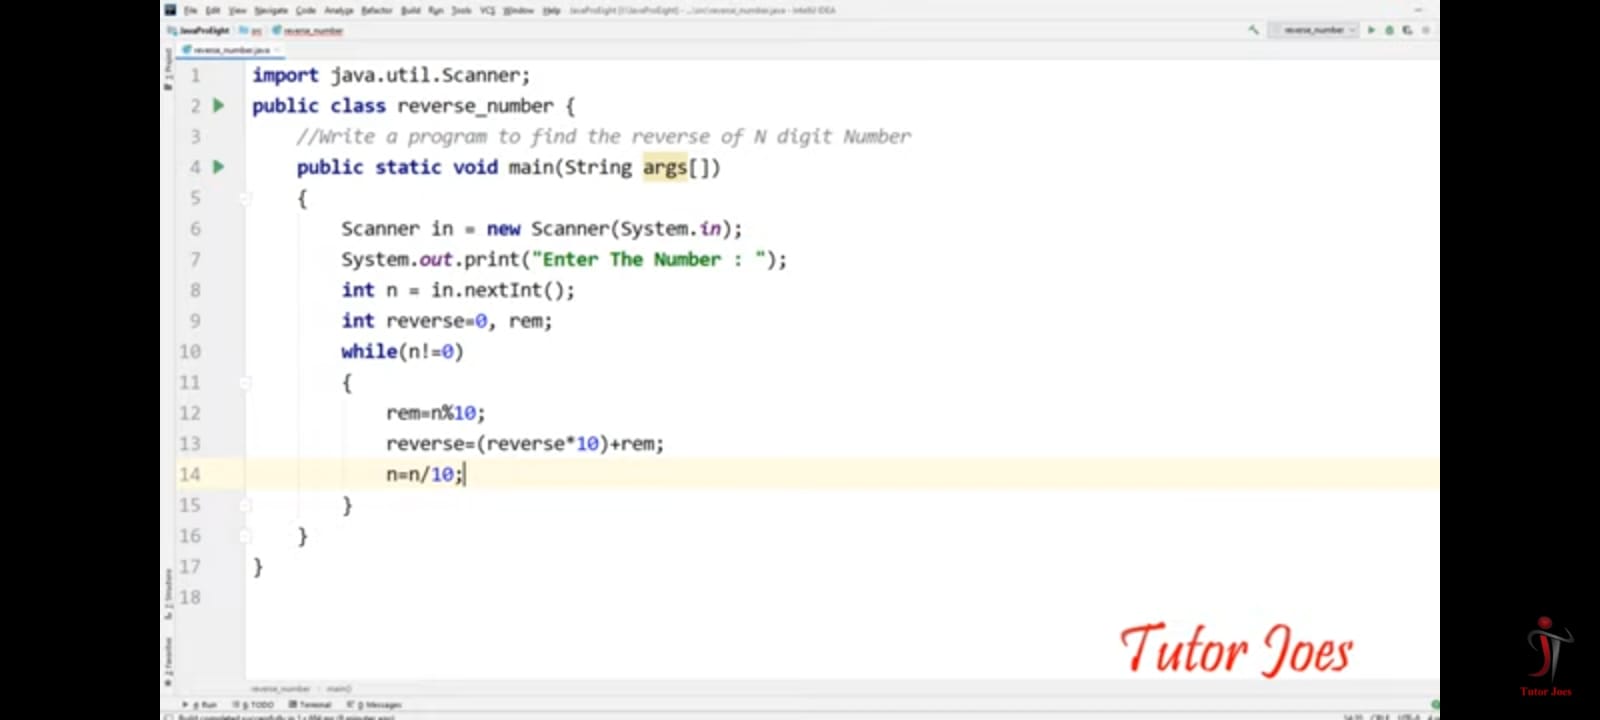 File Edit View Navigate Code Analyze Refactor Build Run Tools VCS Window Help JavaProEight
JavaProEight src reverse_number reverse_number
reverse_number.java
1 import java.util.Scanner;
2 public class reverse_number {
3 //Write a program to find the reverse of N digit Number
4 public static void main(String args[])
5 {
6 Scanner in = new Scanner(System.in);
7 System.out.print("Enter The Number : ");
8 int n = in.nextInt();
9 int reverse=0, rem;
10 while(n!=0)
11 {
12 rem=n%10;
13 reverse=(reverse*10)+rem;
14 n=n/10;
15 }
16 }
17 }
18
Tutor Joes
Tutor Joes
reverse_number main()
Run TODO Terminal Messages